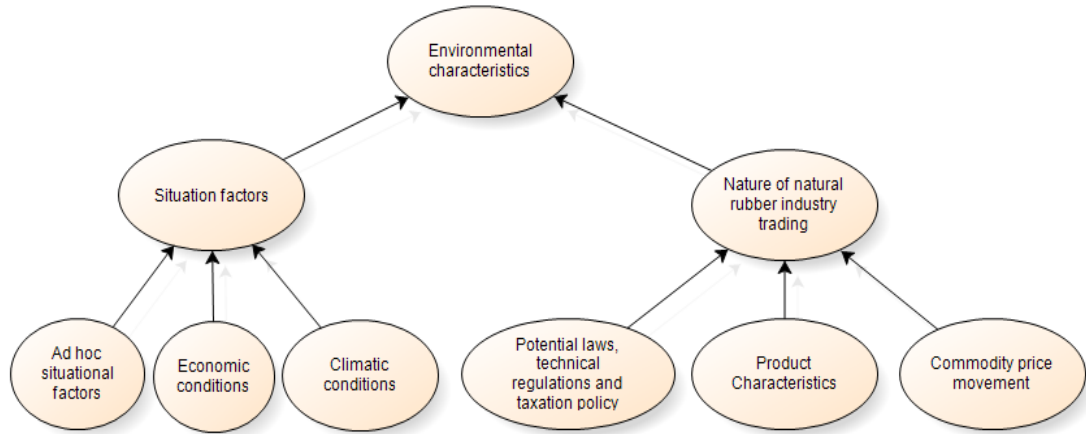 Environmental
characteristics
Situation factors
Nature of natural
rubber industry
trading
Ad hoc
situational
factors
Economic
conditions
Climatic
conditions
Potential laws,
technical
regulations and
taxation policy
Product
Characteristics
Commodity price
movement